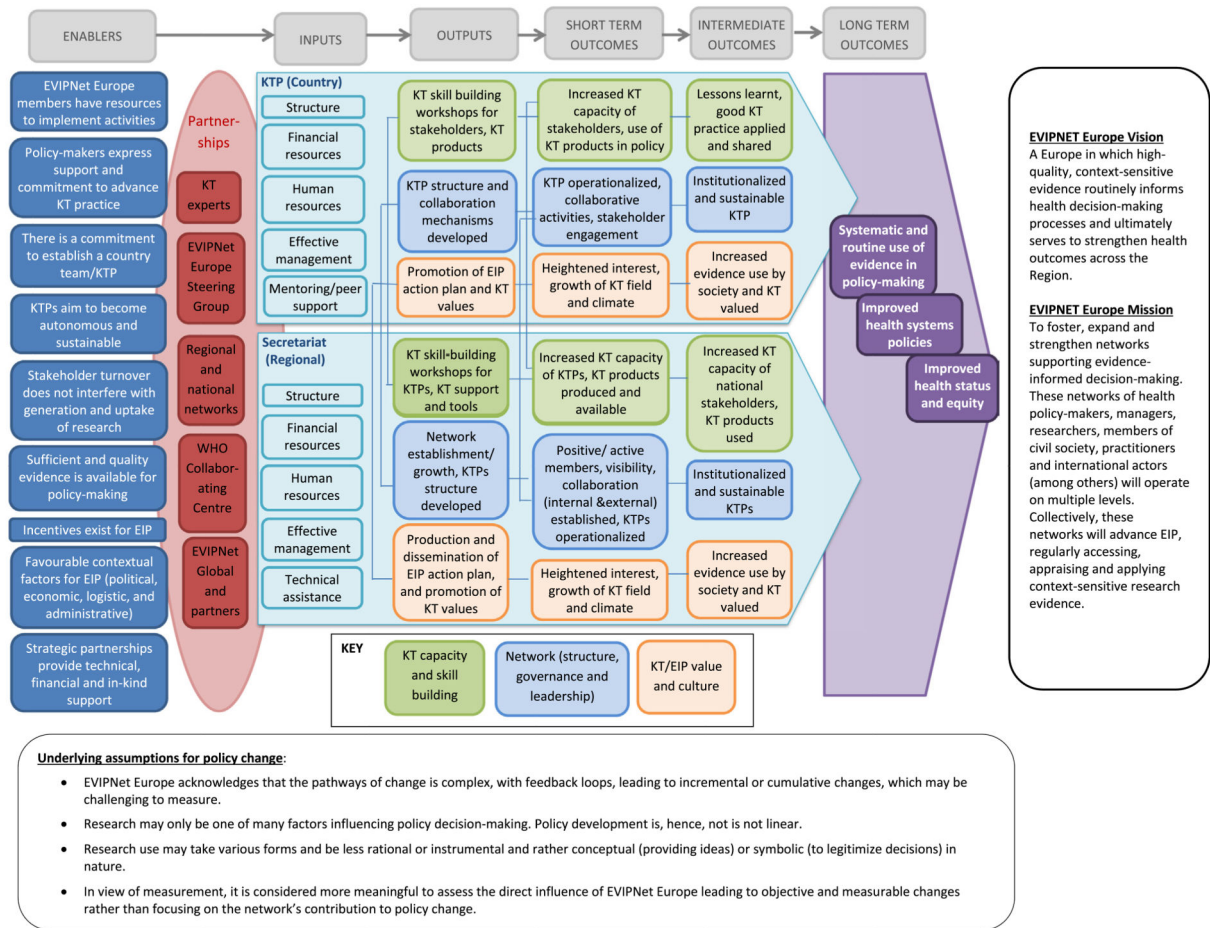 ENABLERS
INPUTS
OUTPUTS
SHORT TERM
OUTCOMES
INTERMEDIATE
OUTCOMES
LONG TERM
OUTCOMES
EVIPNet Europe
members have resources
to implement activities
Policy-makers express
support and
commitment to advance
KT practice
There is a commitment
to establish a country
team/KTP
KTPs aim to become
autonomous and
sustainable
Stakeholder turnover
does not interfere with
generation and uptake
of research
Sufficient and quality
evidence is available for
policy-making
Incentives exist for EIP
Favourable contextual
factors for EIP (political,
economic, logistic, and
administrative)
Strategic partnerships
provide technical,
financial and in-kind
support
Partner-
ships
KT
experts
EVIPNet
Europe
Steering
Group
Regional
and
national
networks
WHO
Collabor-
ating
Centre
EVIPNet
Global
and
partners
KTP (Country)
Structure
Financial
resources
Human
resources
Effective
management
Mentoring/peer
support
KT skill building
workshops for
stakeholders, KT
products
Increased KT
capacity of
stakeholders, use of
KT products in policy
Lessons learnt,
good KT
practice applied
and shared
KTP structure and
collaboration
mechanisms
developed
KTP operationalized,
collaborative
activities, stakeholder
engagement
Institutionalized
and sustainable
KTP
Promotion of EIP
action plan and KT
values
Heightened interest,
growth of KT field
and climate
Increased
evidence use by
society and KT
valued
Secretariat
(Regional)
Structure
Financial
resources
Human
resources
Effective
management
Technical
assistance
KT skill-building
workshops for
KTPs, KT support
and tools
Increased KT capacity
of KTPs, KT products
produced and
available
Increased KT
capacity of
national
stakeholders,
KT products
used
Network
establishment/
growth, KTPs
structure
developed
Positive/ active
members, visibility,
collaboration
(internal &external)
established, KTPs
operationalized
Institutionalized
and sustainable
KTPs
Production and
dissemination of
EIP action plan,
and promotion of
KT values
Heightened interest,
growth of KT field
and climate
Increased
evidence use by
society and KT
valued
Systematic and
routine use of
evidence in
policy-making
Improved
health systems
policies
Improved
health status
and equity
EVIPNET Europe Vision
A Europe in which high-
quality, context-sensitive
evidence routinely informs
health decision-making
processes and ultimately
serves to strengthen health
outcomes across the
Region.
EVIPNET Europe Mission
To foster, expand and
strengthen networks
supporting evidence-
informed decision-making.
These networks of health
policy-makers, managers,
researchers, members of
civil society, practitioners
and international actors
(among others) will operate
on multiple levels.
Collectively, these
networks will advance EIP,
regularly accessing,
appraising and applying
context-sensitive research
evidence.
KEY
KT capacity
and skill
building
Network (structure,
governance and
leadership)
KT/EIP value
and culture
Underlying assumptions for policy change:
• EVIPNet Europe acknowledges that the pathways of change is complex, with feedback loops, leading to incremental or cumulative changes, which may be
challenging to measure.
• Research may only be one of many factors influencing policy decision-making. Policy development is, hence, not is not linear.
• Research use may take various forms and be less rational or instrumental and rather conceptual (providing ideas) or symbolic (to legitimize decisions) in
nature.
• In view of measurement, it is considered more meaningful to assess the direct influence of EVIPNet Europe leading to objective and measurable changes
rather than focusing on the network's contribution to policy change.